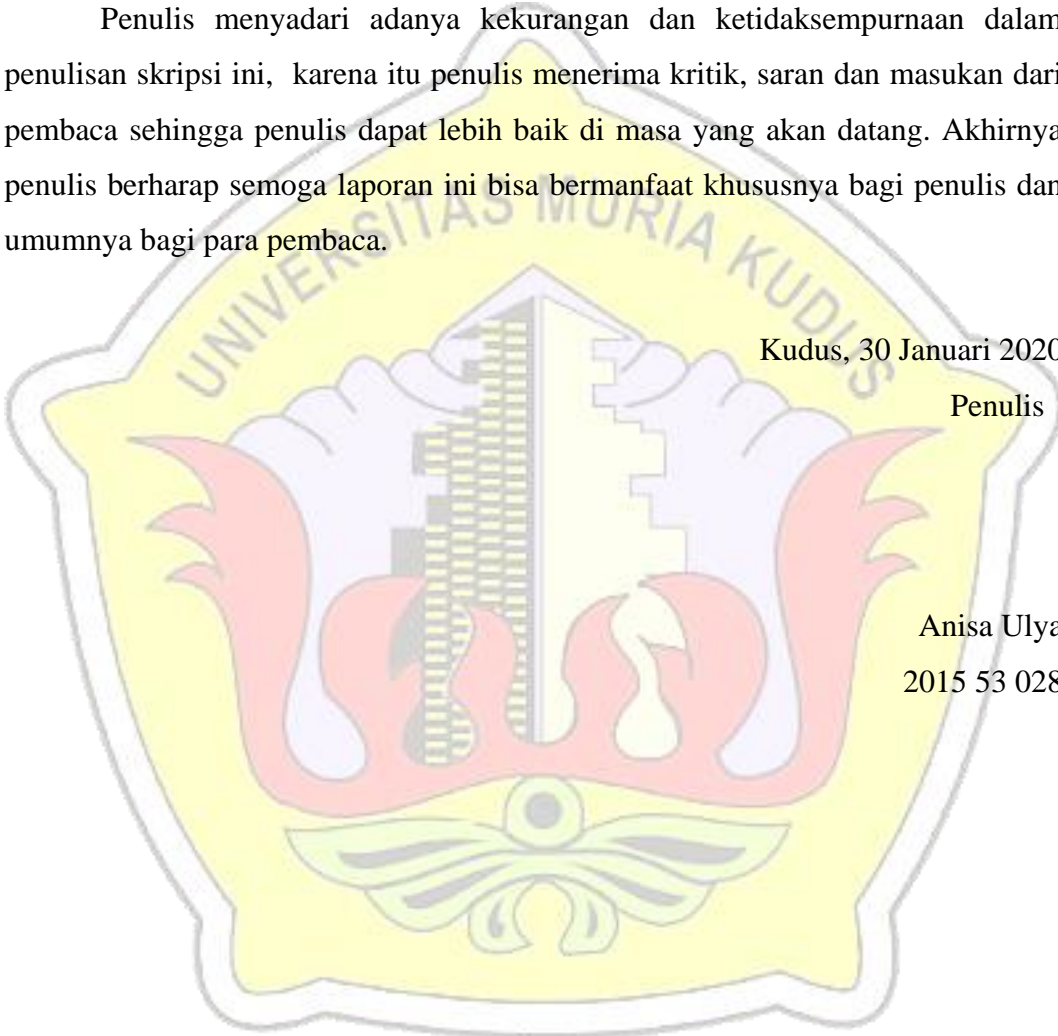 Penulis menyadari adanya kekurangan dan ketidaksempurnaan dalam
penulisan skripsi ini, karena itu penulis menerima kritik, saran dan masukan dari
pembaca sehingga penulis dapat lebih baik di masa yang akan datang. Akhirnya
penulis berharap semoga laporan ini bisa bermanfaat khususnya bagi penulis dan
umumnya bagi para pembaca.
UNIVERSITAS MURIA KUDUS
Kudus, 30 Januari 2020
Penulis
Anisa Ulya
2015 53 028